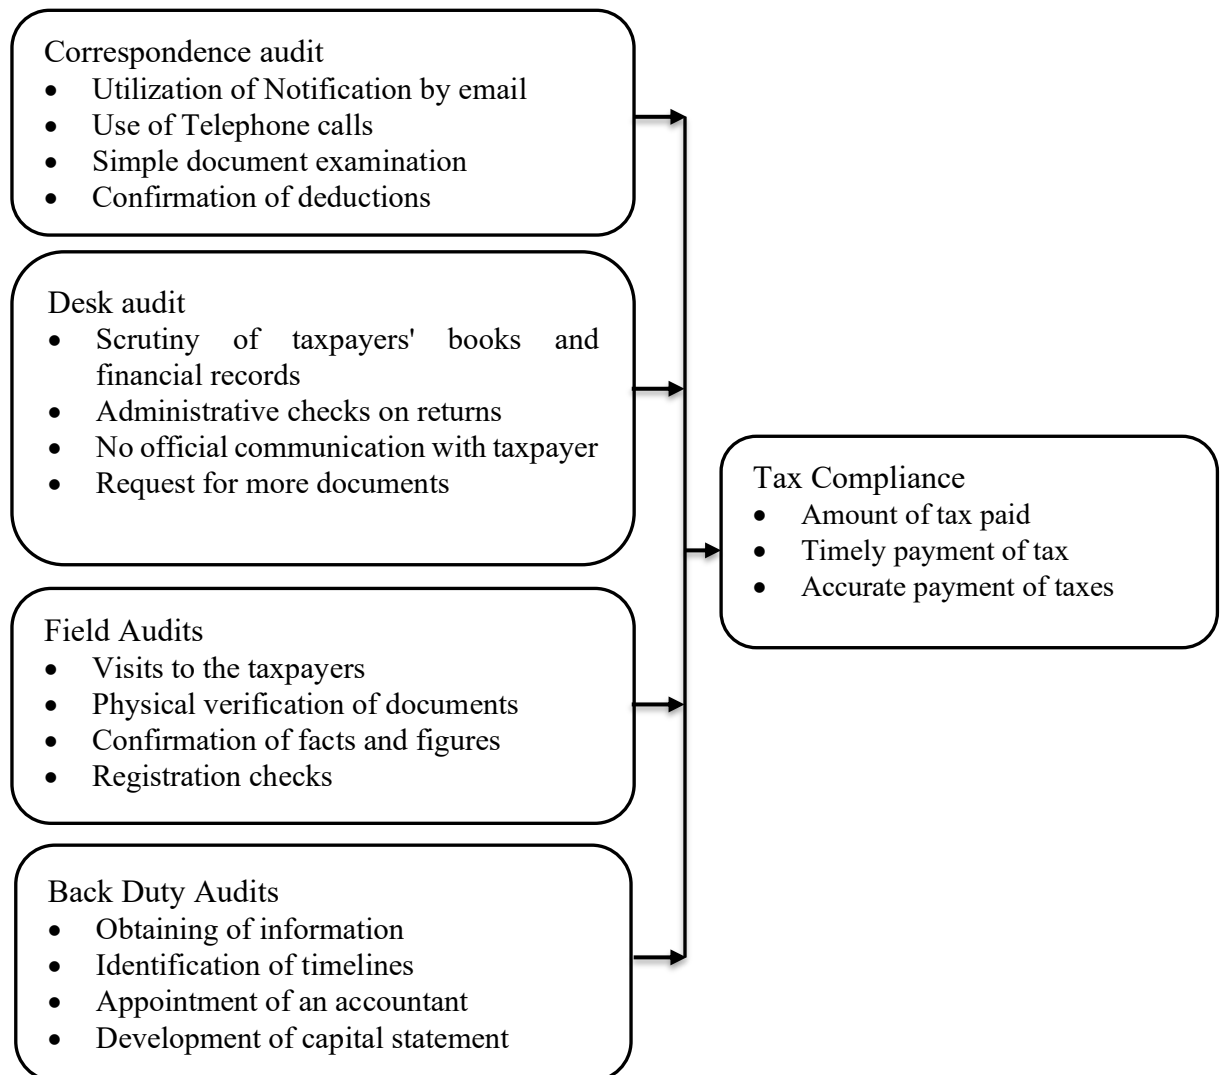 Correspondence audit
• Utilization of Notification by email
• Use of Telephone calls
• Simple document examination
• Confirmation of deductions
Desk audit
• Scrutiny of taxpayers' books and
financial records
• Administrative checks on returns
• No official communication with taxpayer
• Request for more documents
Field Audits
• Visits to the taxpayers
• Physical verification of documents
• Confirmation of facts and figures
• Registration checks
Back Duty Audits
• Obtaining of information
• Identification of timelines
• Appointment of an accountant
• Development of capital statement
Tax Compliance
• Amount of tax paid
• Timely payment of tax
• Accurate payment of taxes